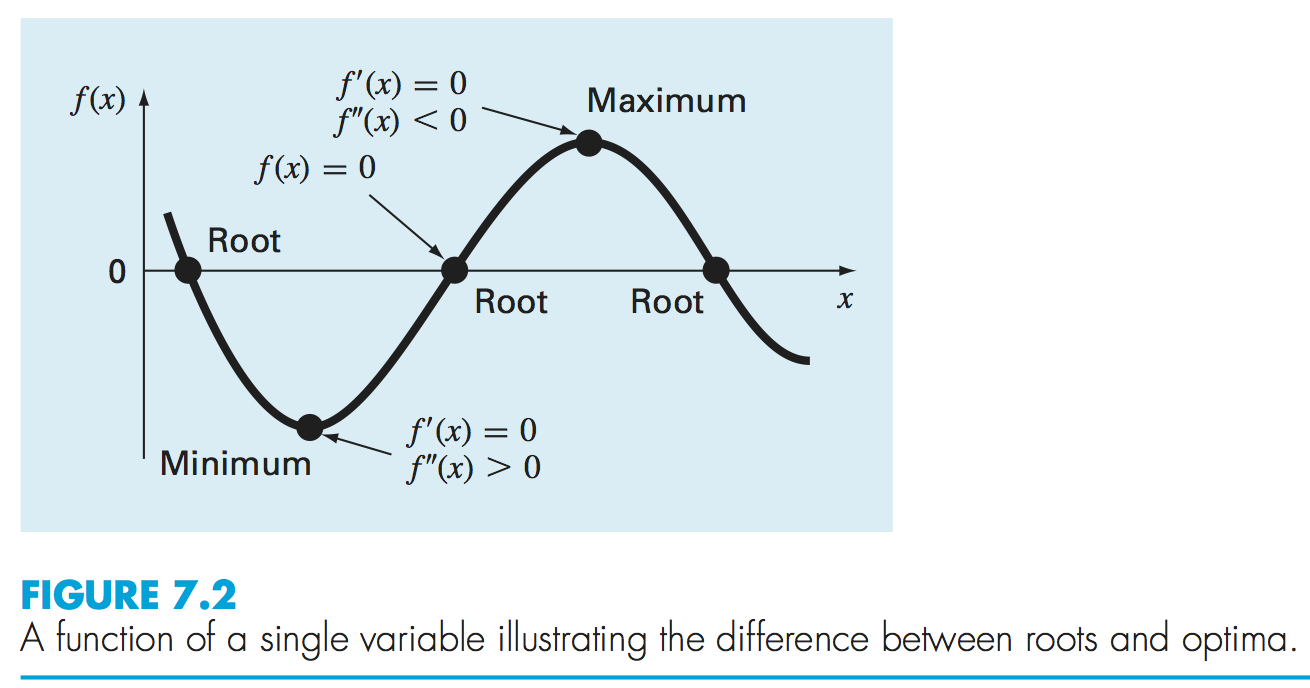 f′(x) = 0
f(x)
Maximum
f″(x) < 0
f(x) = 0
Root
0
Root
Root
x
f′(x) = 0
Minimum
f″(x) > 0
FIGURE 7.2
A function of a single variable illustrating the difference between roots and optima.